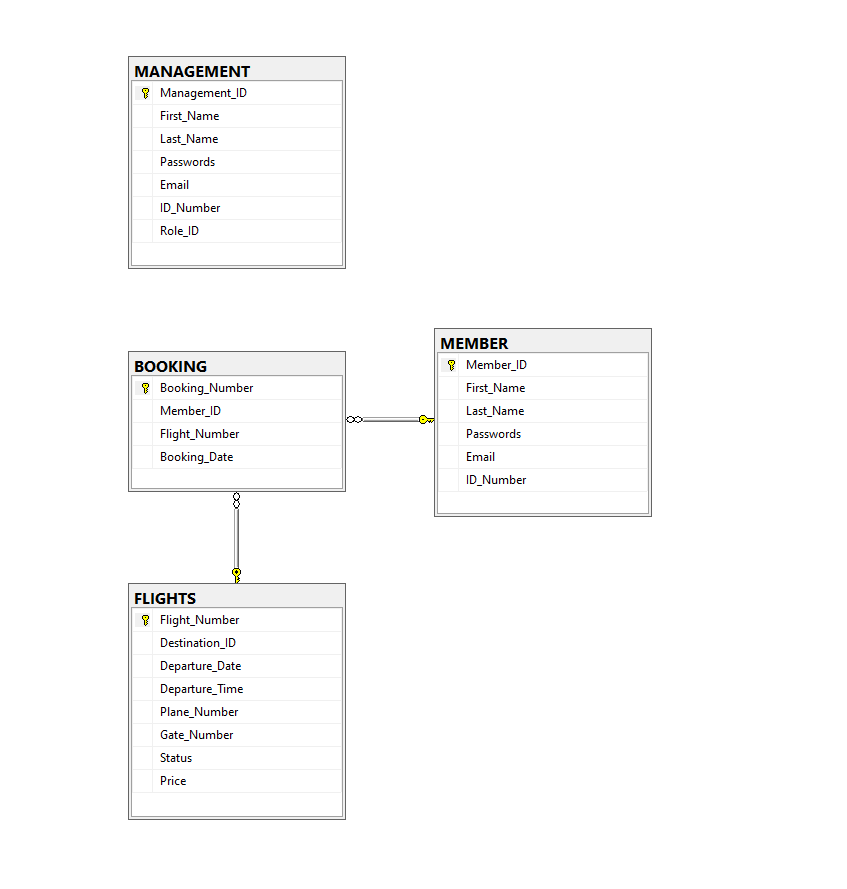 MANAGEMENT
Management_ID
First_Name
Last_Name
Passwords
Email
ID_Number
Role_ID
BOOKING
Booking_Number
Member_ID
Flight_Number
Booking_Date
MEMBER
Member_ID
First_Name
Last_Name
Passwords
Email
ID_Number
FLIGHTS
Flight_Number
Destination_ID
Departure_Date
Departure_Time
Plane_Number
Gate_Number
Status
Price